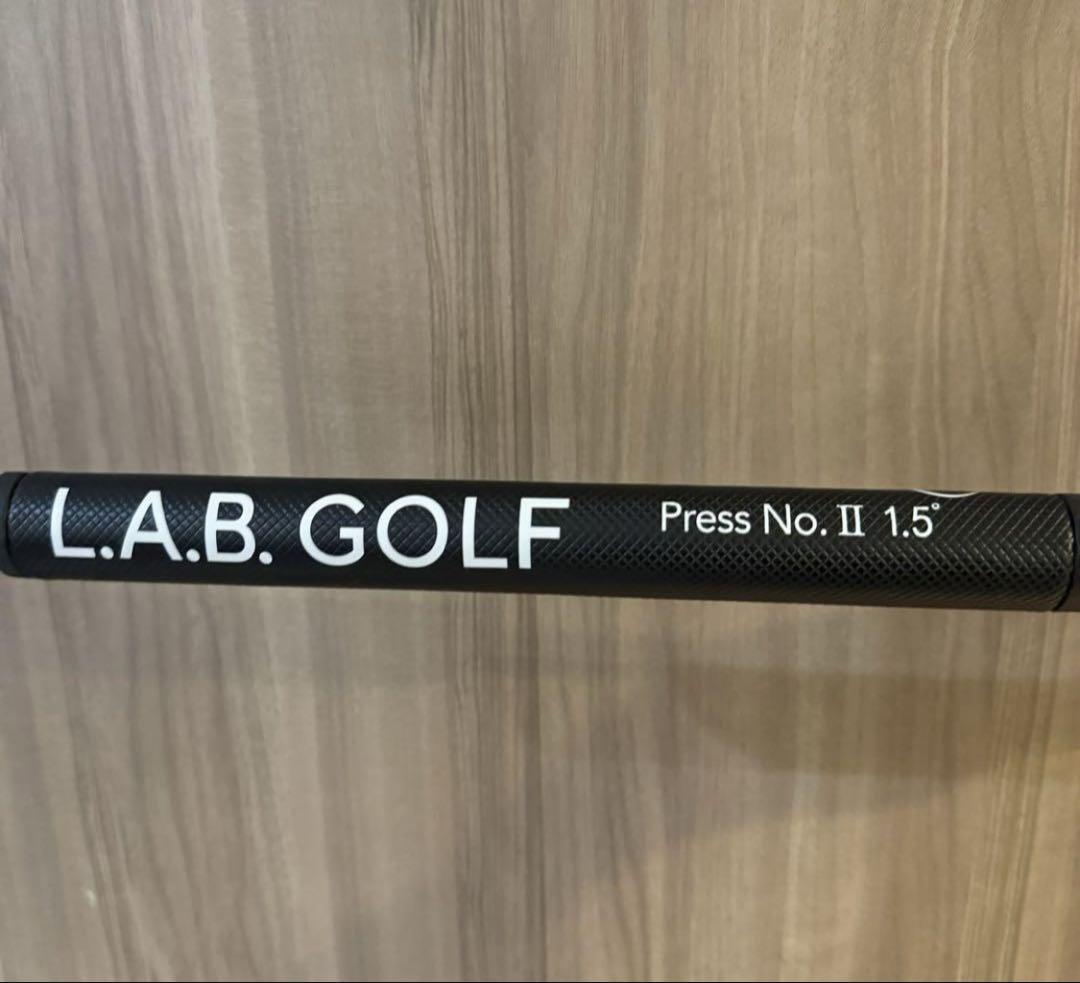 L.A.B. GOLF Press No. II 1.5°